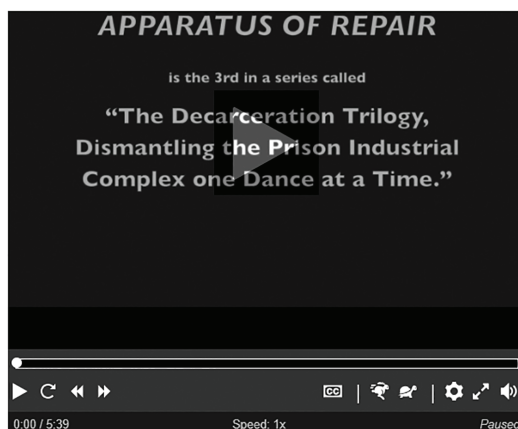 APPARATUS OF REPAIR
is the 3rd in a series called
“The Decarceration Trilogy,
Dismantling the Prison Industrial
Complex one Dance at a Time.”
CC
0:00 / 5:39 Speed: 1x Paused